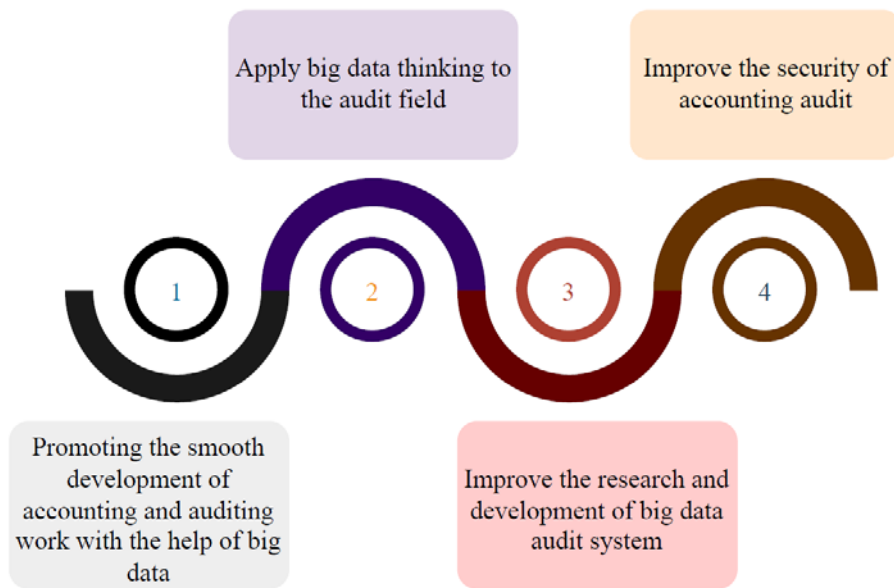 Apply big data thinking to
the audit field
Improve the security of
accounting audit
1
2
3
4
Promoting the smooth
development of
accounting and auditing
work with the help of big
data
Improve the research and
development of big data
audit system